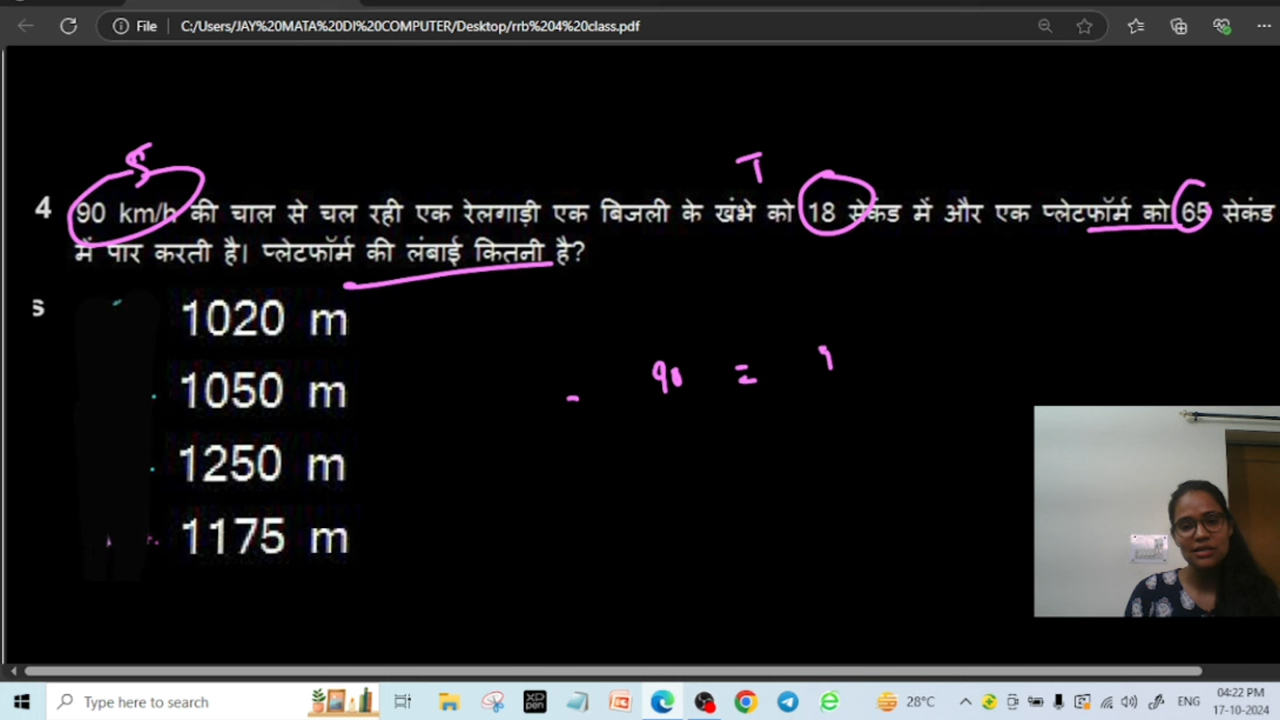 File C:/Users/JAY%20MATA%20DI%20COMPUTER/Desktop/rrb%204%20class.pdf
S
T
4 90 km/h की चाल से चल रही एक रेलगाड़ी एक बिजली के खंभे को 18 सेकंड में और एक प्लेटफॉर्म को 65 सेकंड
में पार करती है। प्लेटफॉर्म की लंबाई कितनी है?
s
1020 m
1050 m
90 =
1250 m
1175 m
Type here to search
28°C
ENG
04:22 PM
17-10-2024